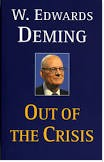 W. EDWARDS
DEMING
OUT OF
THE CRISIS